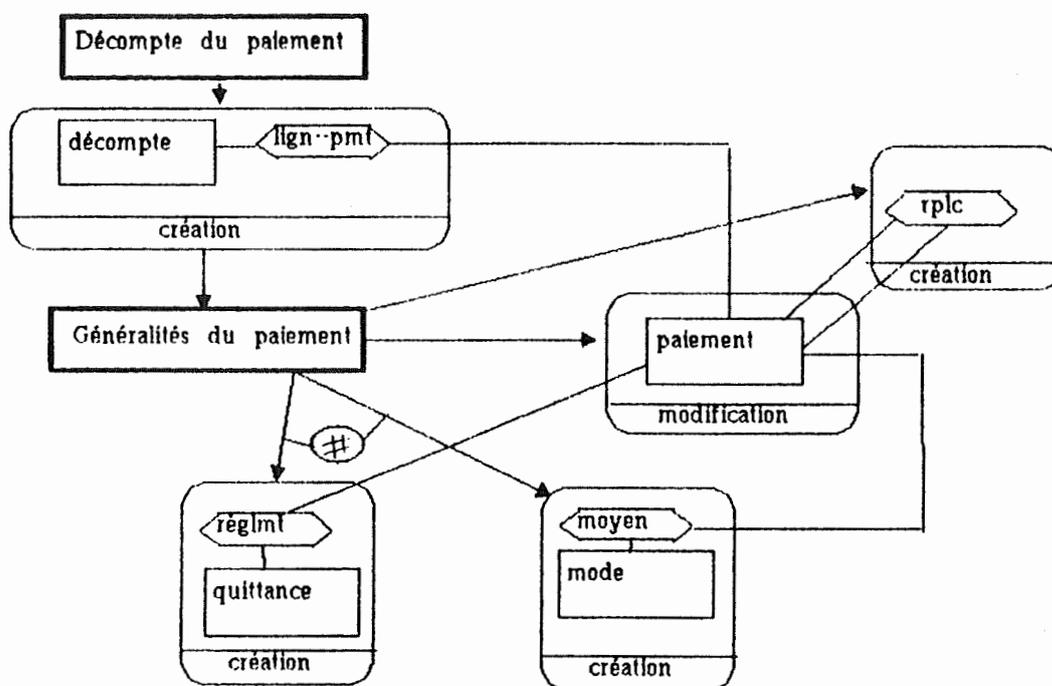 Décompte du paiement
décompte
lign--pmt
création
rplc
création
Généralités du paiement
paiement
modification
#
réglmt
quittance
création
moyen
mode
création